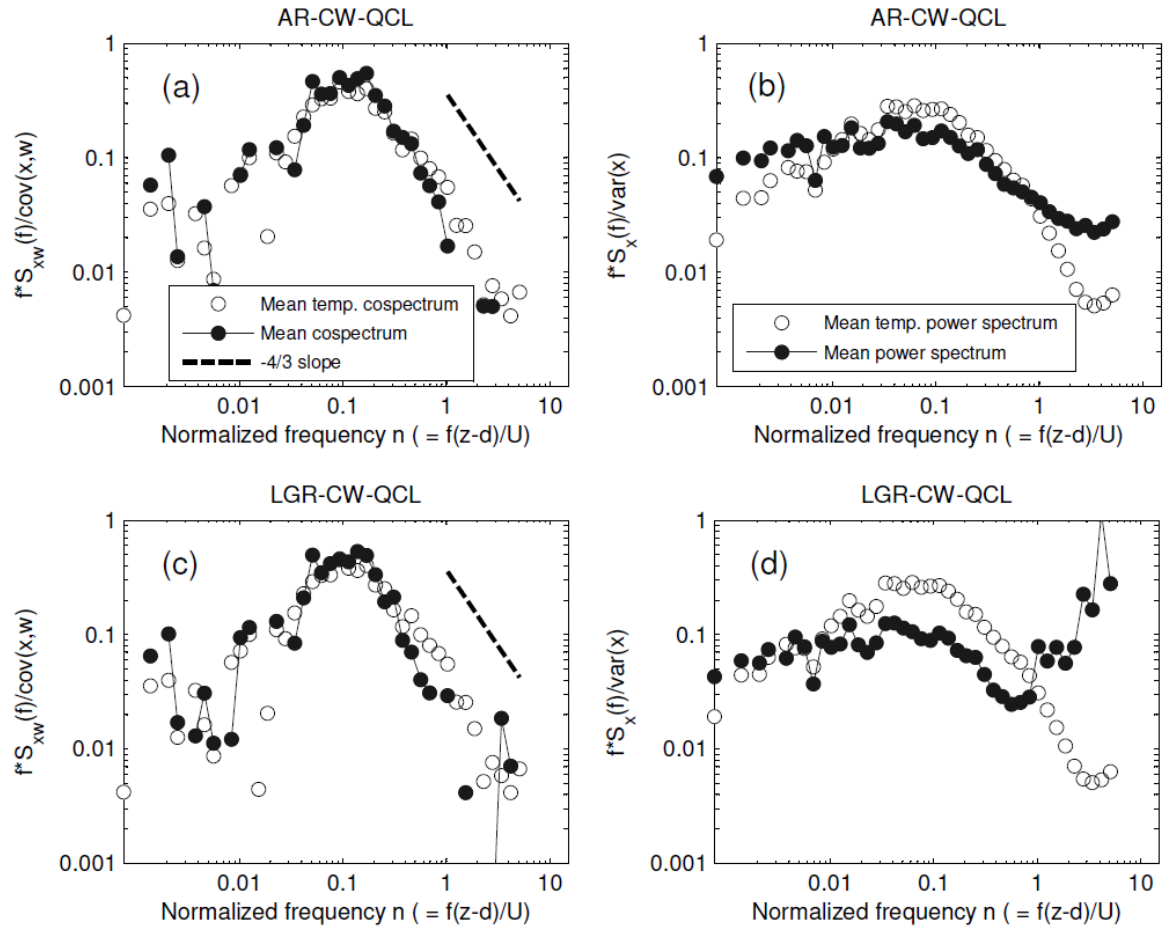 AR-CW-QCL
(a)
1
0.1
0.01
0.001
f*S_xw(f)/cov(x,w)
Mean temp. cospectrum
Mean cospectrum
-4/3 slope
0.01 0.1 1 10
Normalized frequency n ( = f(z-d)/U)
AR-CW-QCL
(b)
1
0.1
0.01
0.001
f*S_x(f)/var(x)
Mean temp. power spectrum
Mean power spectrum
0.01 0.1 1 10
Normalized frequency n ( = f(z-d)/U)
LGR-CW-QCL
(c)
1
0.1
0.01
0.001
f*S_xw(f)/cov(x,w)
0.01 0.1 1 10
Normalized frequency n ( = f(z-d)/U)
LGR-CW-QCL
(d)
1
0.1
0.01
0.001
f*S_x(f)/var(x)
0.01 0.1 1 10
Normalized frequency n ( = f(z-d)/U)